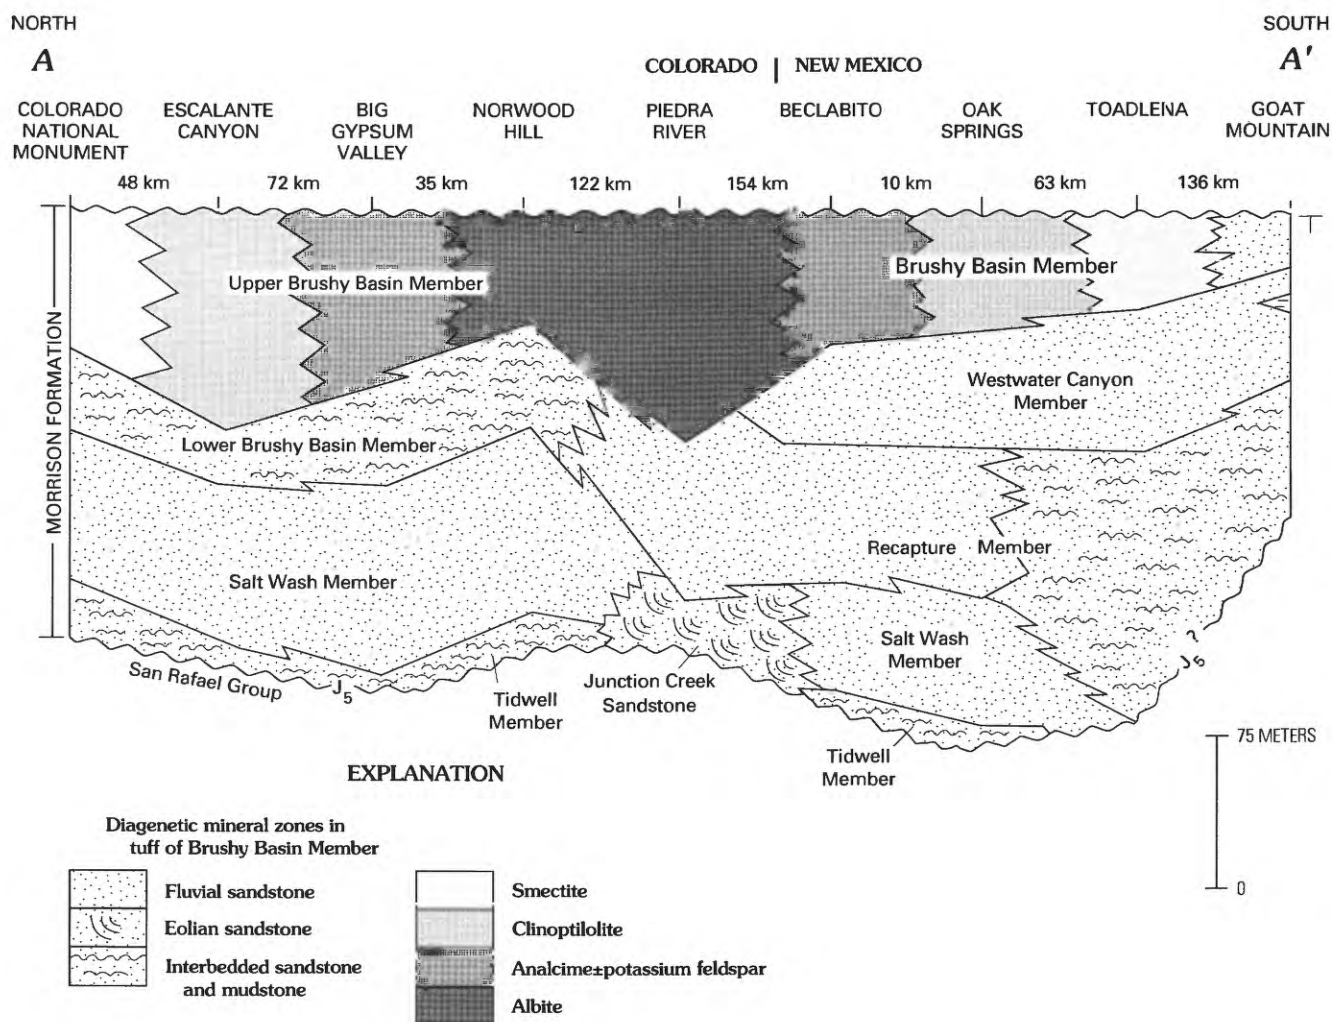 NORTH
SOUTH
A
A'
COLORADO | NEW MEXICO
COLORADO
NATIONAL
MONUMENT
ESCALANTE
CANYON
BIG
GYPSUM
VALLEY
NORWOOD
HILL
PIEDRA
RIVER
BECLABITO
OAK
SPRINGS
TOADLENA
GOAT
MOUNTAIN
48 km
72 km
35 km
122 km
154 km
10 km
63 km
136 km
MORRISON FORMATION
Upper Brushy Basin Member
Brushy Basin Member
Westwater Canyon
Member
Lower Brushy Basin Member
Recapture Member
Salt Wash Member
Salt Wash
Member
San Rafael Group
J5
Tidwell
Member
Junction Creek
Sandstone
J5 ?
Tidwell
Member
75 METERS
0
EXPLANATION
Diagenetic mineral zones in
tuff of Brushy Basin Member
Fluvial sandstone
Eolian sandstone
Interbedded sandstone
and mudstone
Smectite
Clinoptilolite
Analcime±potassium feldspar
Albite